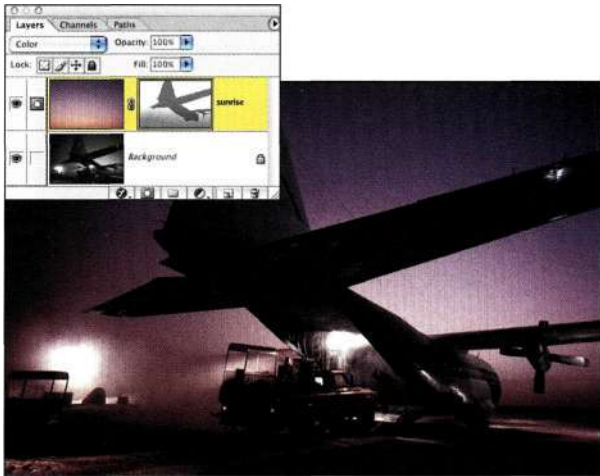 Layers Channels Paths
Color Opacity: 100%
Lock: Fill: 100%
sunrise
Background